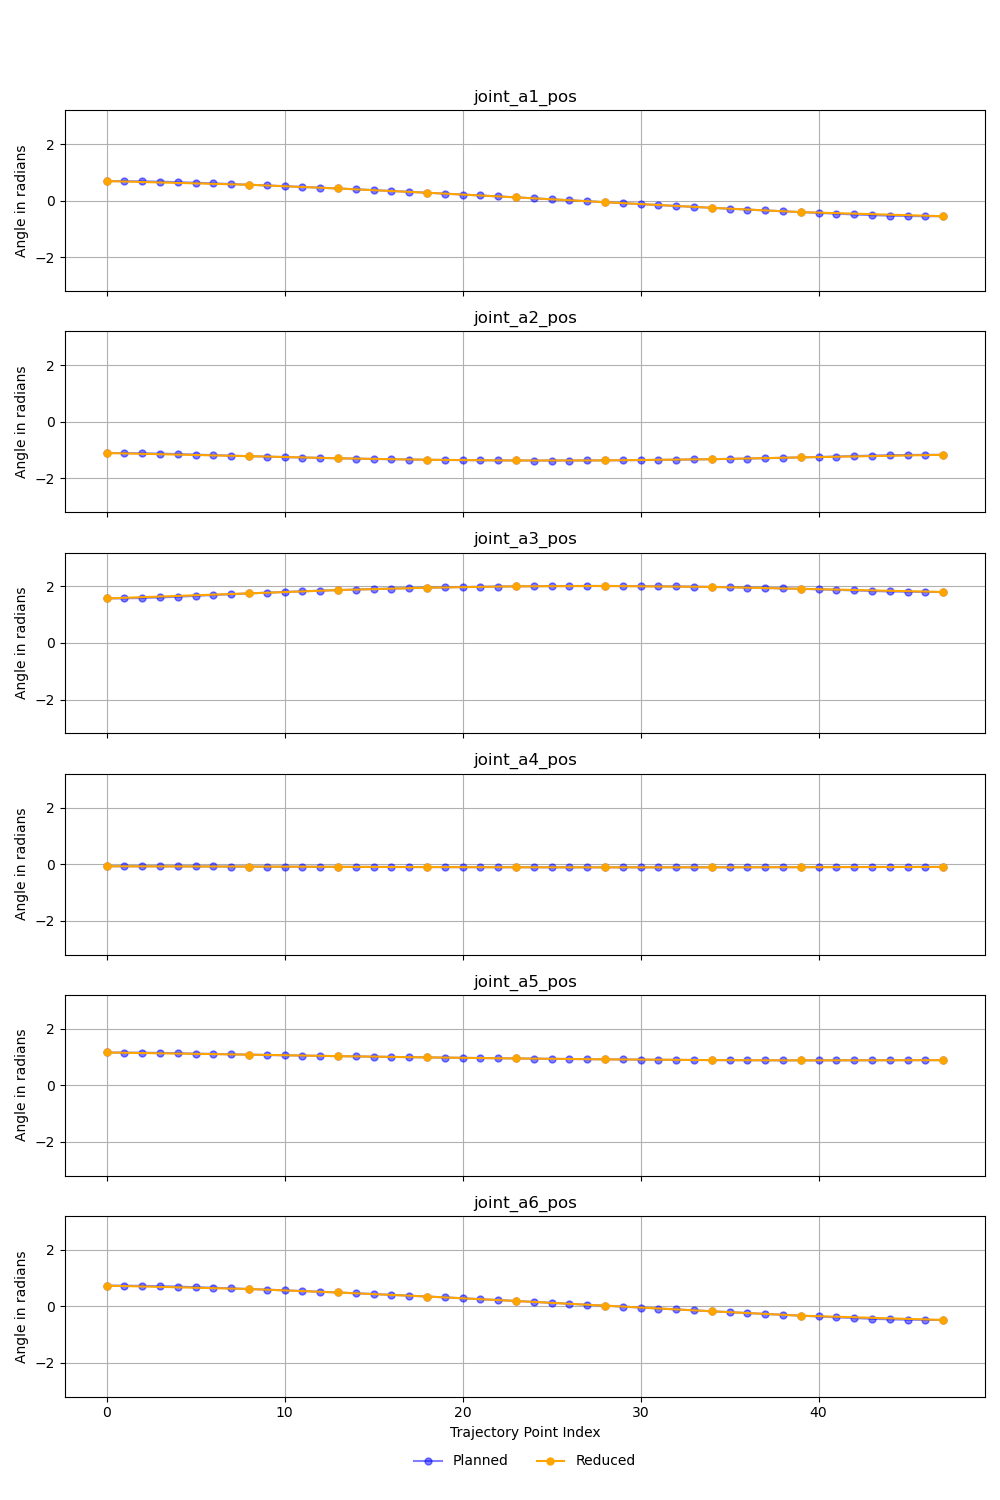 joint_a1_pos
Angle in radians
2
0
−2
joint_a2_pos
Angle in radians
2
0
−2
joint_a3_pos
Angle in radians
2
0
−2
joint_a4_pos
Angle in radians
2
0
−2
joint_a5_pos
Angle in radians
2
0
−2
joint_a6_pos
Angle in radians
2
0
−2
0 10 20 30 40
Trajectory Point Index
Planned Reduced